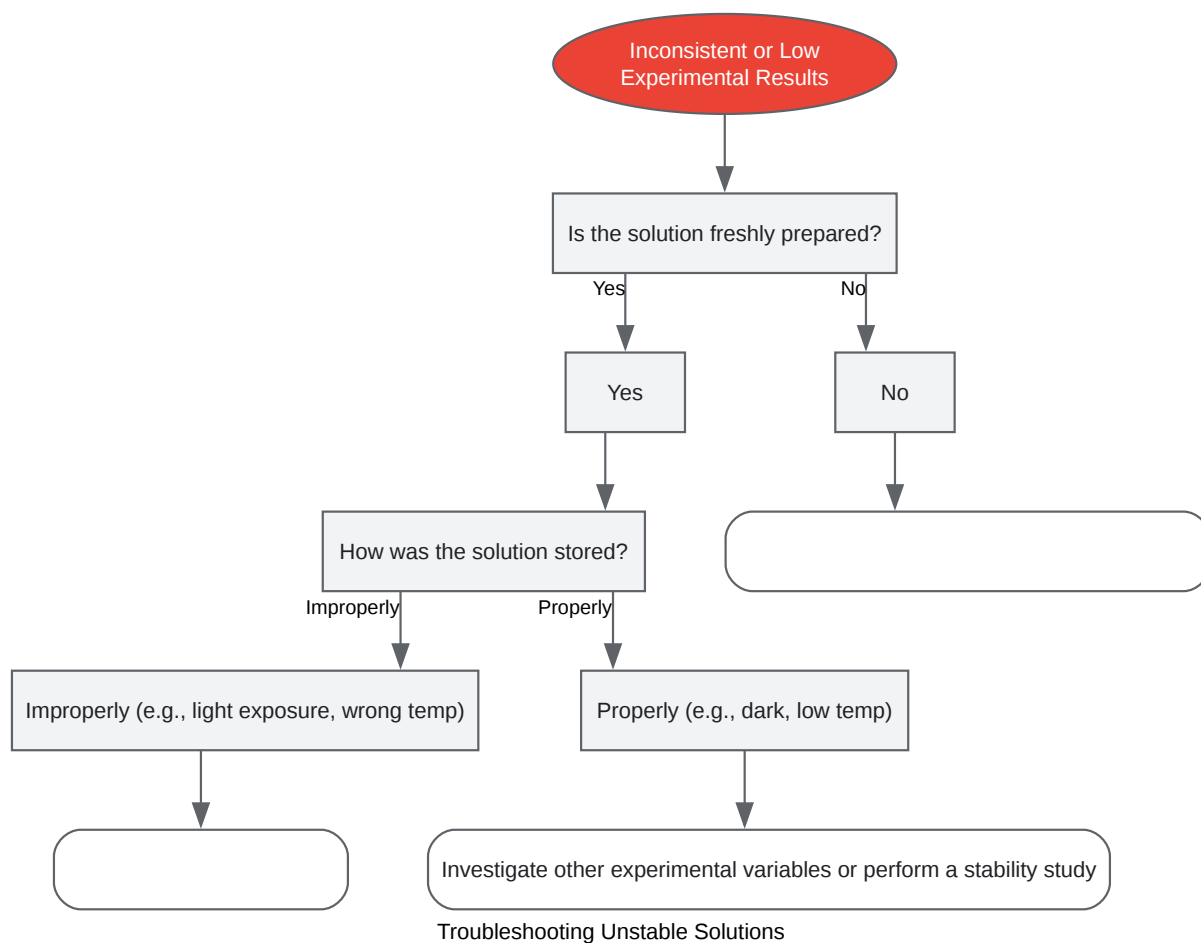 Inconsistent or Low
Experimental Results
Is the solution freshly prepared?
Yes
No
Yes
No
How was the solution stored?
Improperly
Properly
Improperly (e.g., light exposure, wrong temp)
Properly (e.g., dark, low temp)
Investigate other experimental variables or perform a stability study
Troubleshooting Unstable Solutions